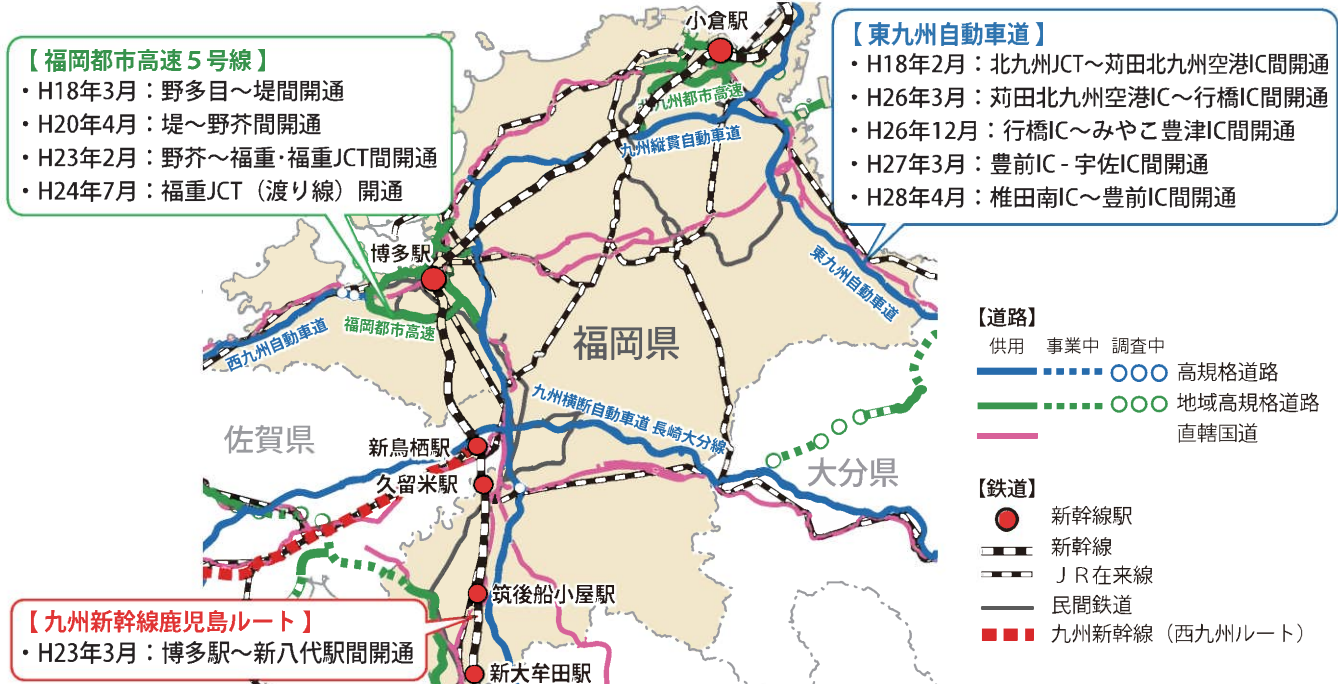 【 福岡都市高速５号線 】
・H18年3月：野多目～堤間開通
・H20年4月：堤～野芥間開通
・H23年2月：野芥～福重･福重JCT間開通
・H24年7月：福重JCT（渡り線）開通
【 東九州自動車道 】
・H18年2月：北九州JCT～苅田北九州空港IC間開通
・H26年3月：苅田北九州空港IC～行橋IC間開通
・H26年12月：行橋IC～みやこ豊津IC間開通
・H27年3月：豊前IC - 宇佐IC間開通
・H28年4月：椎田南IC～豊前IC間開通
小倉駅
北九州都市高速
九州縦貫自動車道
博多駅
東九州自動車道
福岡都市高速
西九州自動車道
福岡県
九州横断自動車道 長崎大分線
佐賀県
新鳥栖駅
久留米駅
大分県
筑後船小屋駅
新大牟田駅
【 九州新幹線鹿児島ルート 】
・H23年3月：博多駅～新八代駅間開通
【道路】
供用 事業中 調査中
高規格道路
地域高規格道路
直轄国道
【鉄道】
新幹線駅
新幹線
ＪＲ在来線
民間鉄道
九州新幹線（西九州ルート）